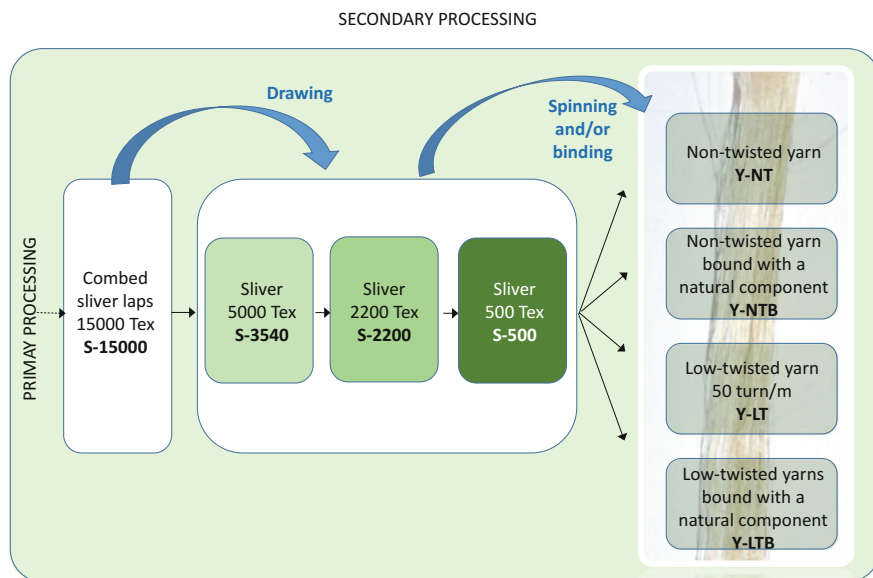 SECONDARY PROCESSING
Drawing
Spinning
and/or
binding
PRIMAY PROCESSING
Combed
sliver laps
15000 Tex
S-15000
Sliver
5000 Tex
S-3540
Sliver
2200 Tex
S-2200
Sliver
500 Tex
S-500
Non-twisted yarn
Y-NT
Non-twisted yarn
bound with a
natural component
Y-NTB
Low-twisted yarn
50 turn/m
Y-LT
Low-twisted yarns
bound with a
natural component
Y-LTB